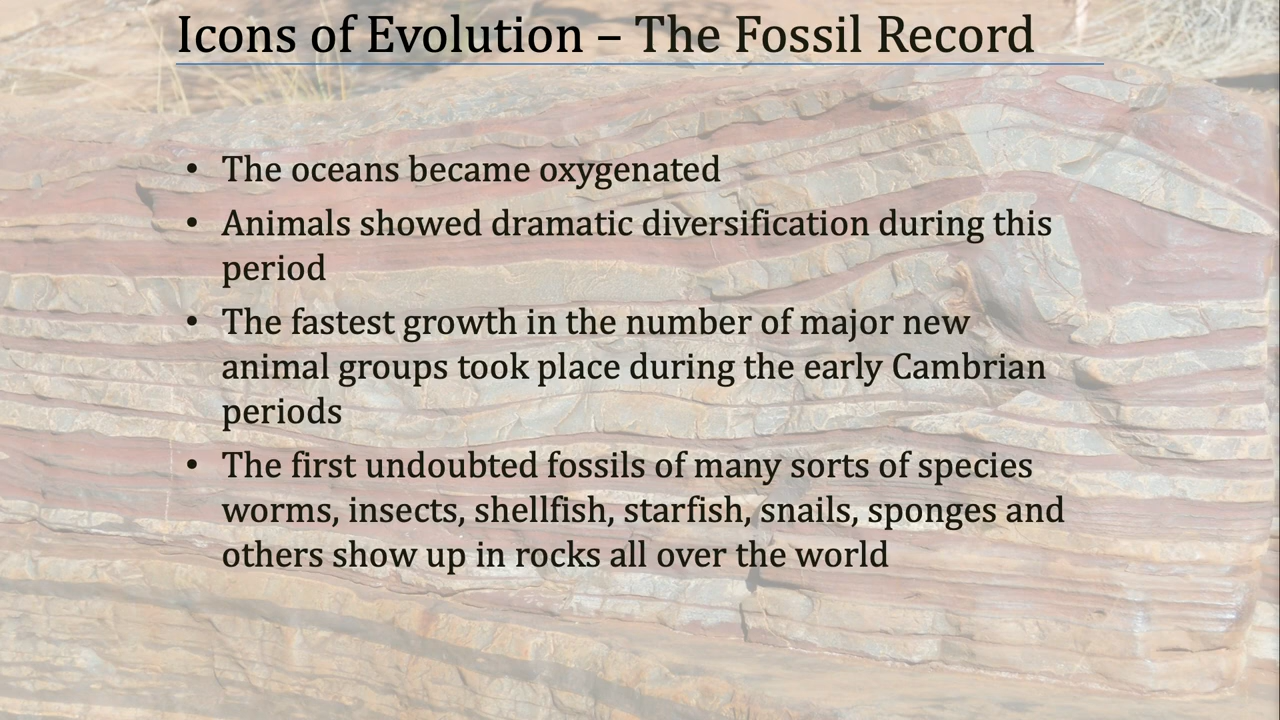 Icons of Evolution – The Fossil Record
• The oceans became oxygenated
• Animals showed dramatic diversification during this
period
• The fastest growth in the number of major new
animal groups took place during the early Cambrian
periods
• The first undoubted fossils of many sorts of species
worms, insects, shellfish, starfish, snails, sponges and
others show up in rocks all over the world